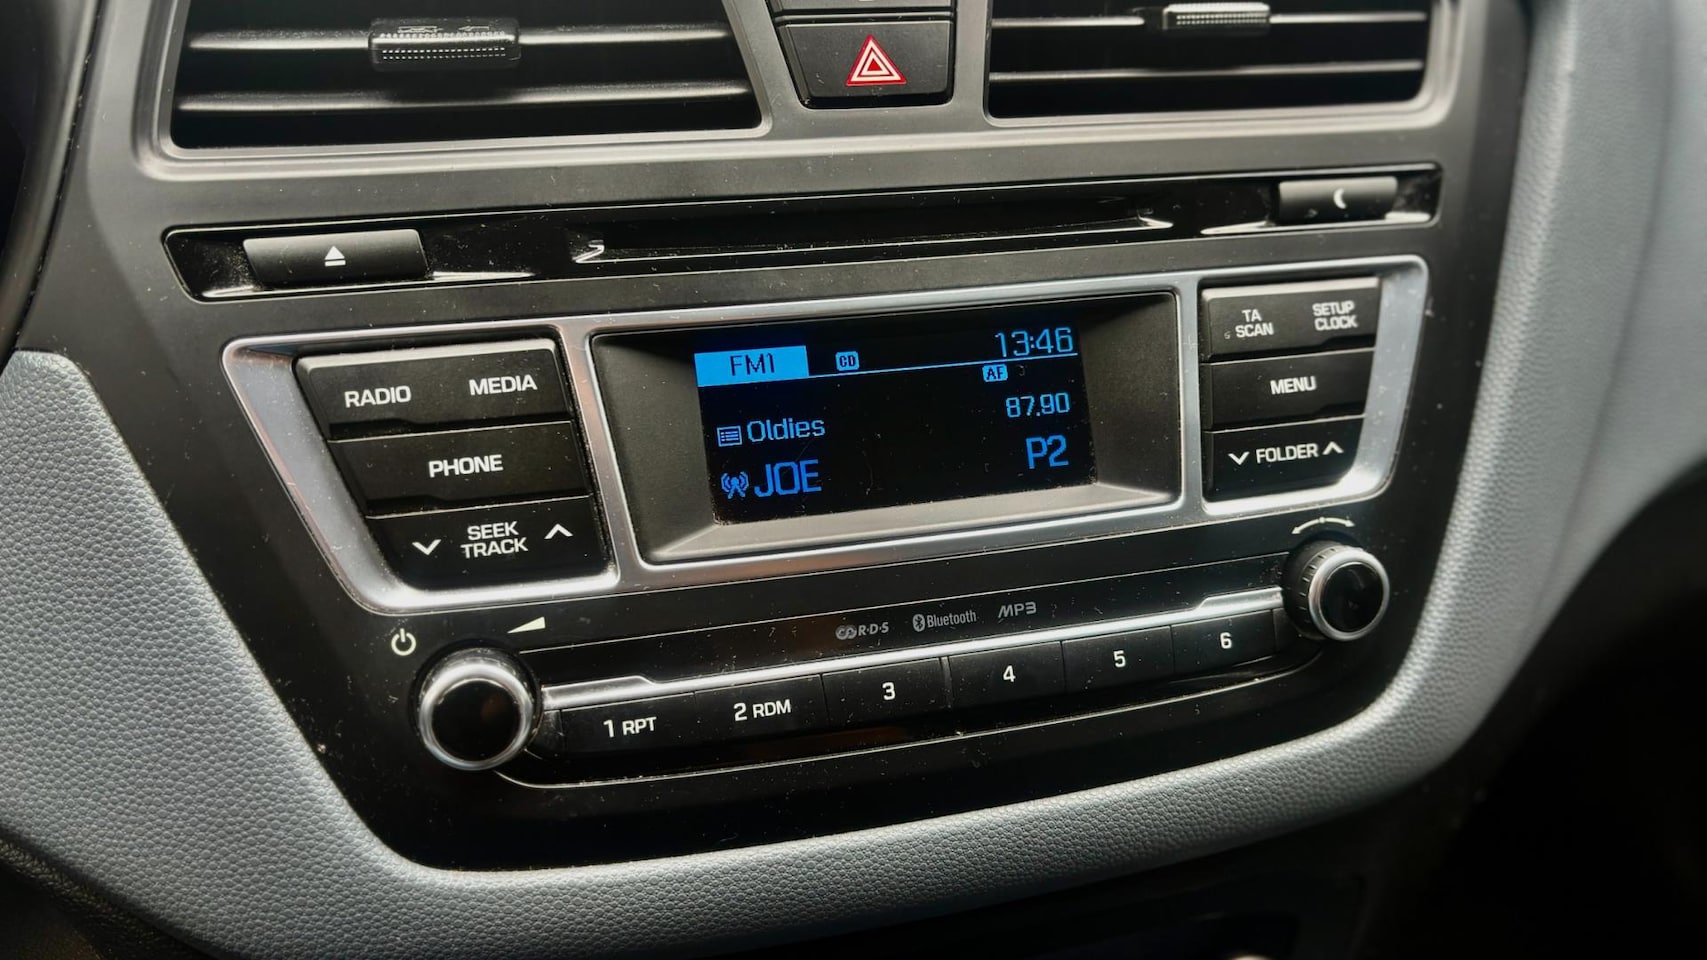 FM1 CD 13:46
AF
87.90
Oldies
JOE P2
RADIO MEDIA
PHONE
SEEK
TRACK
TA
SCAN
SETUP
CLOCK
MENU
FOLDER
R·D·S Bluetooth MP3
1 RPT 2 RDM 3 4 5 6